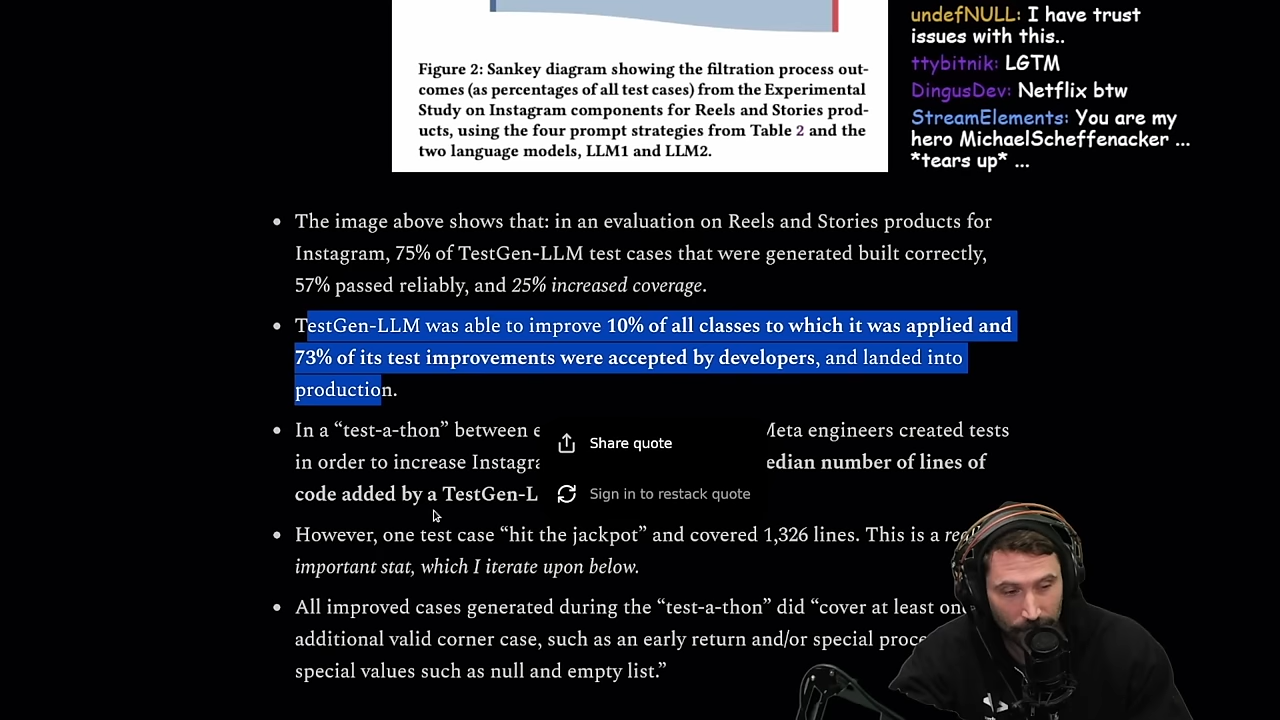 Figure 2: Sankey diagram showing the filtration process out-
comes (as percentages of all test cases) from the Experimental
Study on Instagram components for Reels and Stories prod-
ucts, using the four prompt strategies from Table 2 and the
two language models, LLM1 and LLM2.
undefNULL: I have trust
issues with this..
ttybitnik: LGTM
DingusDev: Netflix btw
StreamElements: You are my
hero MichaelScheffenacker ...
*tears up* ...
• The image above shows that: in an evaluation on Reels and Stories products for
Instagram, 75% of TestGen-LLM test cases that were generated built correctly,
57% passed reliably, and 25% increased coverage.
• TestGen-LLM was able to improve 10% of all classes to which it was applied and
73% of its test improvements were accepted by developers, and landed into
production.
• In a “test-a-thon” between Meta engineers created tests
in order to increase number of lines of
code added by a
Share quote
Sign in to restack quote
• However, one test case “hit the jackpot” and covered 1,326 lines. This is a
important stat, which I iterate upon below.
• All improved cases generated during the “test-a-thon” did “cover at least
additional valid corner case, such as an early return and/or special
special values such as null and empty list.”